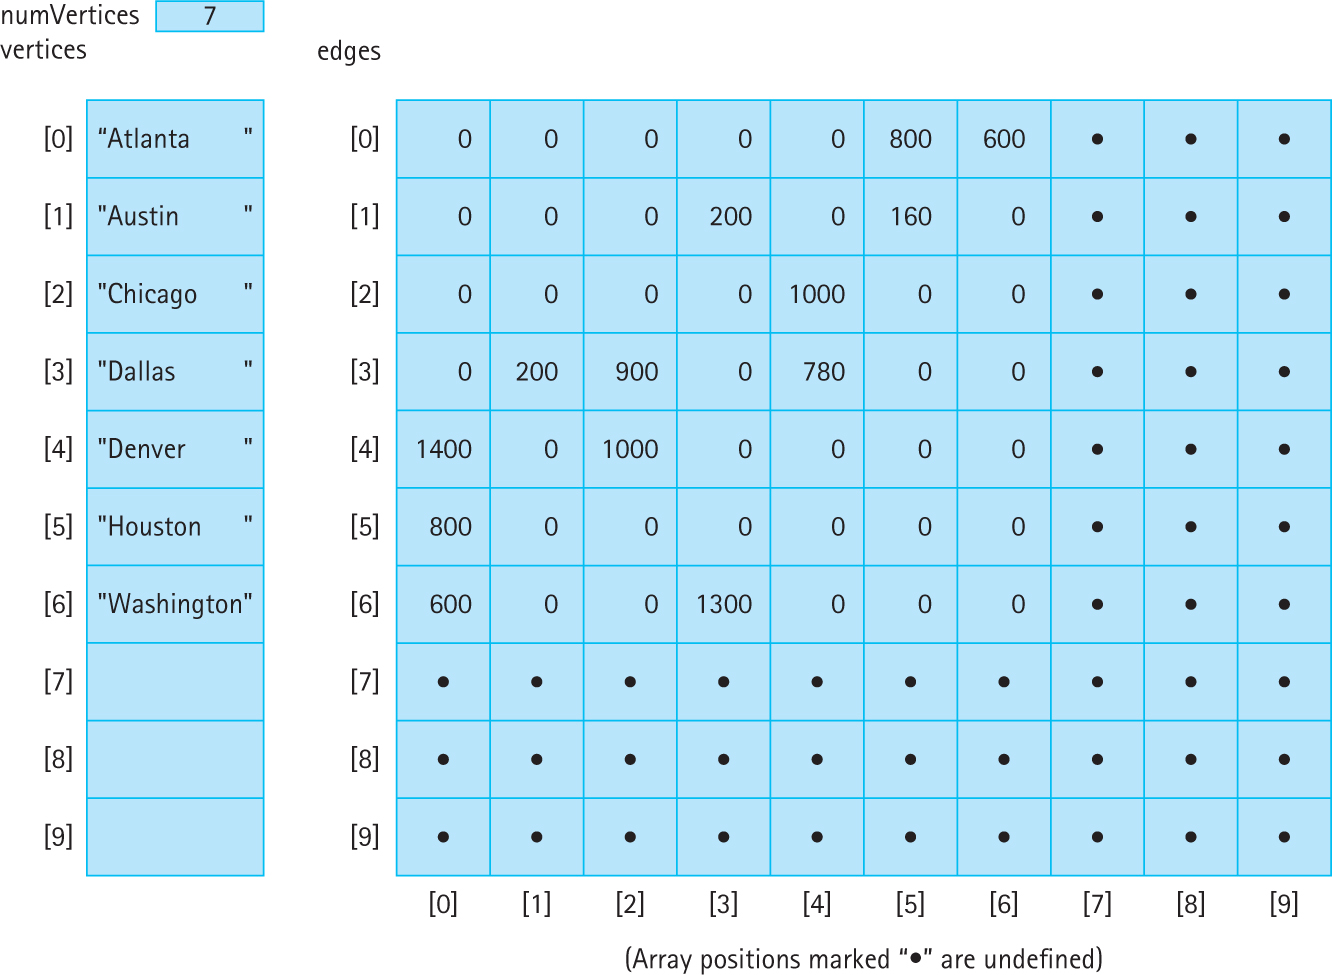 numVertices 7
vertices edges
[0] “Atlanta " [0] 0 0 0 0 0 800 600 • • •
[1] "Austin " [1] 0 0 0 200 0 160 0 • • •
[2] "Chicago " [2] 0 0 0 0 1000 0 0 • • •
[3] "Dallas " [3] 0 200 900 0 780 0 0 • • •
[4] "Denver " [4] 1400 0 1000 0 0 0 0 • • •
[5] "Houston " [5] 800 0 0 0 0 0 0 • • •
[6] "Washington" [6] 600 0 0 1300 0 0 0 • • •
[7] [7] • • • • • • • • • •
[8] [8] • • • • • • • • • •
[9] [9] • • • • • • • • • •
[0] [1] [2] [3] [4] [5] [6] [7] [8] [9]
(Array positions marked “•” are undefined)